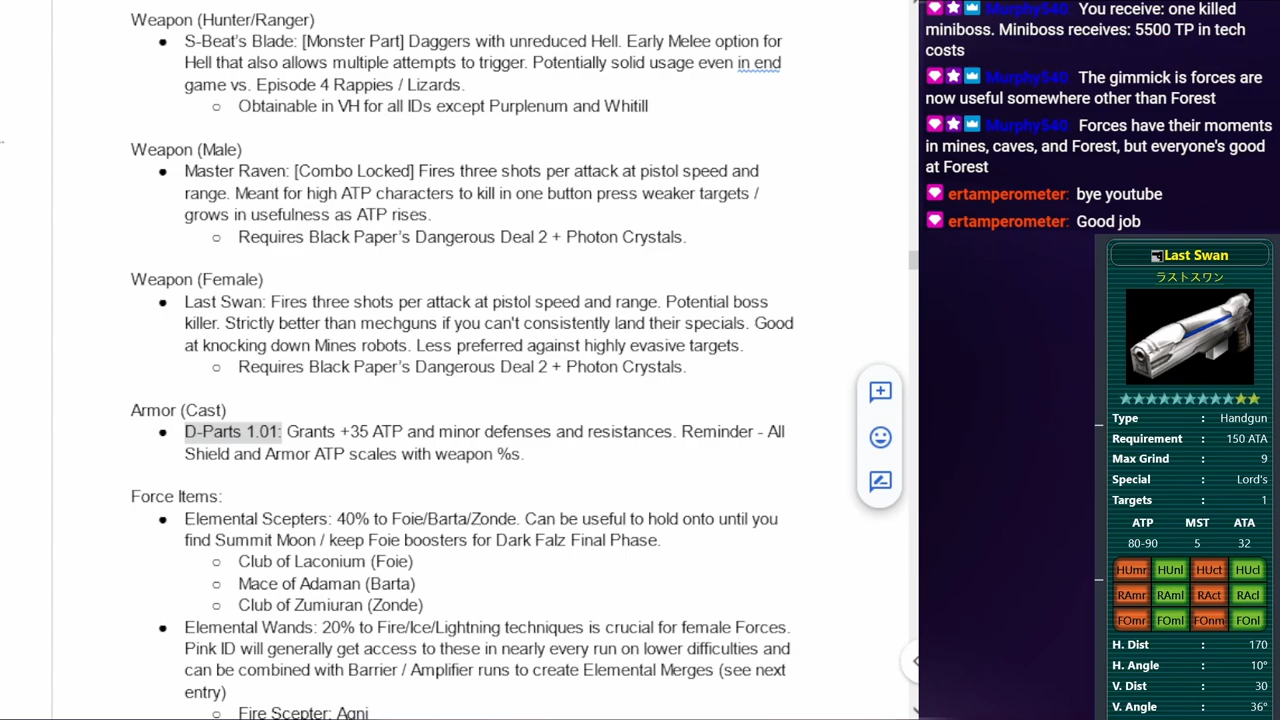 Weapon (Hunter/Ranger)
● S-Beat's Blade: [Monster Part] Daggers with unreduced Hell. Early Melee option for
Hell that also allows multiple attempts to trigger. Potentially solid usage even in end
game vs. Episode 4 Rappies / Lizards.
○ Obtainable in VH for all IDs except Purplenum and Whitill
Weapon (Male)
● Master Raven: [Combo Locked] Fires three shots per attack at pistol speed and
range. Meant for high ATP characters to kill in one button press weaker targets /
grows in usefulness as ATP rises.
○ Requires Black Paper's Dangerous Deal 2 + Photon Crystals.
Weapon (Female)
● Last Swan: Fires three shots per attack at pistol speed and range. Potential boss
killer. Strictly better than mechguns if you can't consistently land their specials. Good
at knocking down Mines robots. Less preferred against highly evasive targets.
○ Requires Black Paper's Dangerous Deal 2 + Photon Crystals.
Armor (Cast)
● D-Parts 1.01: Grants +35 ATP and minor defenses and resistances. Reminder - All
Shield and Armor ATP scales with weapon %s.
Force Items:
● Elemental Scepters: 40% to Foie/Barta/Zonde. Can be useful to hold onto until you
find Summit Moon / keep Foie boosters for Dark Falz Final Phase.
○ Club of Laconium (Foie)
○ Mace of Adaman (Barta)
○ Club of Zumiuran (Zonde)
● Elemental Wands: 20% to Fire/Ice/Lightning techniques is crucial for female Forces.
Pink ID will generally get access to these in nearly every run on lower difficulties and
can be combined with Barrier / Amplifier runs to create Elemental Merges (see next
entry)
○ Fire Scepter: Agni
Murphy540: You receive: one killed
miniboss. Miniboss receives: 5500 TP in tech
costs
Murphy540: The gimmick is forces are
now useful somewhere other than Forest
Murphy540: Forces have their moments
in mines, caves, and Forest, but everyone's good
at Forest
ertamperometer: bye youtube
ertamperometer: Good job
Last Swan
ラストスワン
Type Handgun
Requirement : 150 ATA
Max Grind : 9
Special : Lord's
Targets : 1
ATP MST ATA
80-90 5 32
HUmr HUnl HUct HUcl
RAmr RAml RAct RAcl
FOmr FOml FOnm FOnl
H. Dist : 170
H. Angle : 10°
V. Dist : 30
V. Angle : 36°